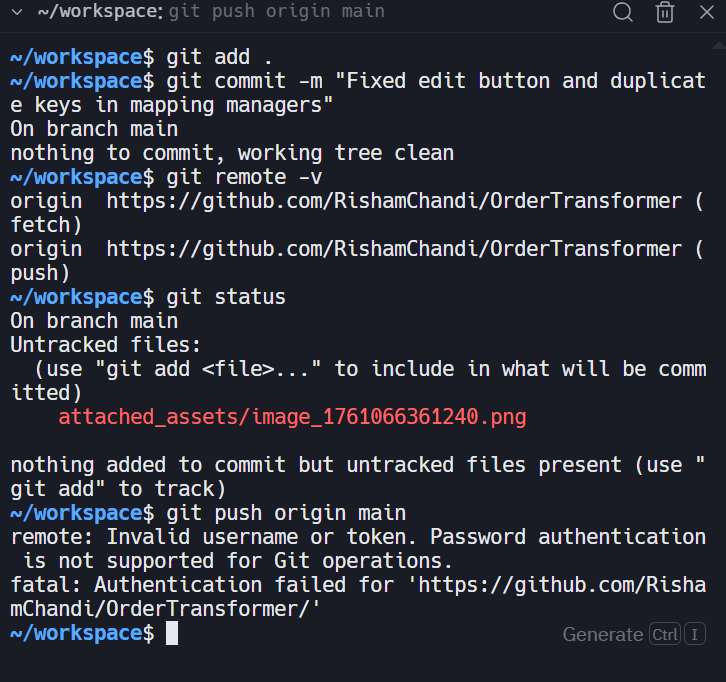 ~/workspace: git push origin main
~/workspace$ git add .
~/workspace$ git commit -m "Fixed edit button and duplicat
e keys in mapping managers"
On branch main
nothing to commit, working tree clean
~/workspace$ git remote -v
origin  https://github.com/RishamChandi/OrderTransformer (
fetch)
origin  https://github.com/RishamChandi/OrderTransformer (
push)
~/workspace$ git status
On branch main
Untracked files:
  (use "git add <file>..." to include in what will be comm
itted)
    attached_assets/image_1761066361240.png

nothing added to commit but untracked files present (use "
git add" to track)
~/workspace$ git push origin main
remote: Invalid username or token. Password authentication
 is not supported for Git operations.
fatal: Authentication failed for 'https://github.com/Risha
mChandi/OrderTransformer/'
~/workspace$
Generate Ctrl I